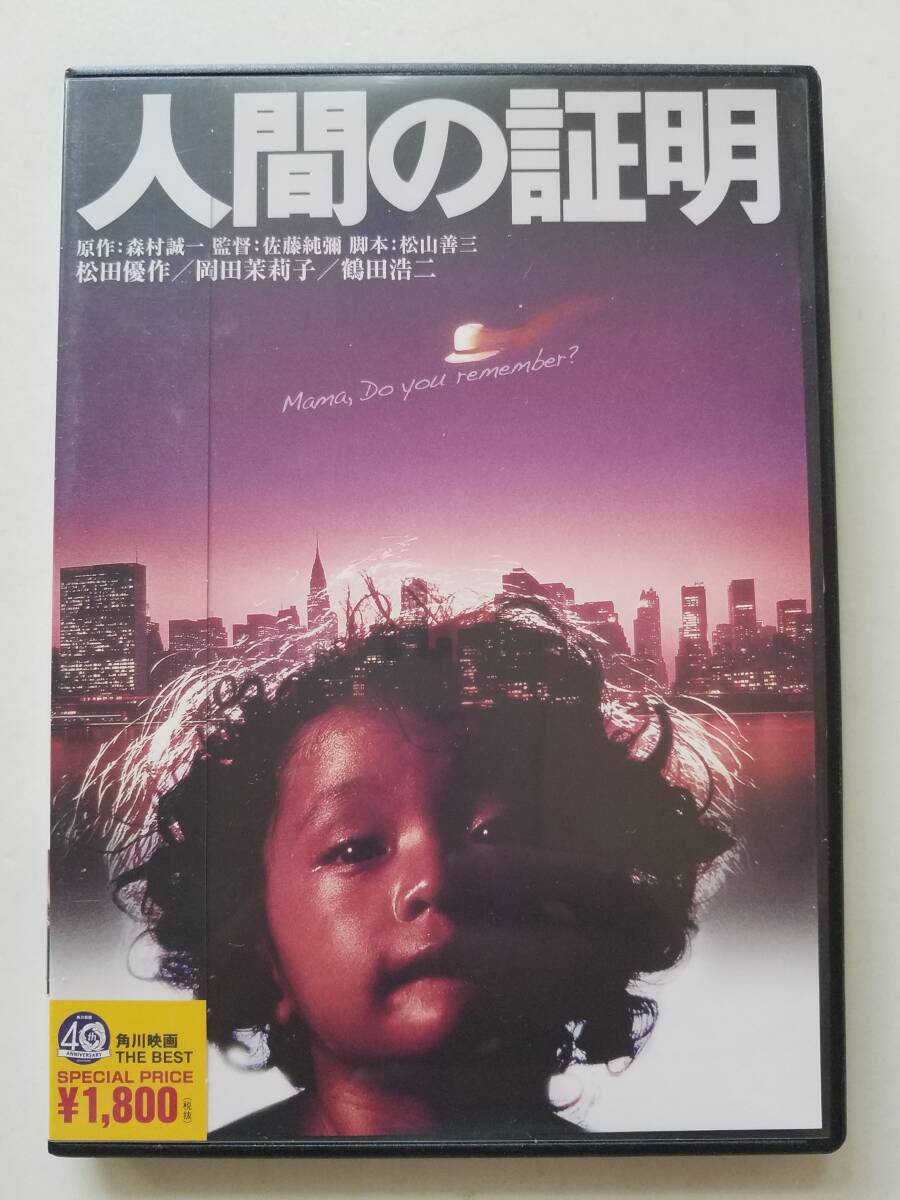 人間の証明
原作:森村誠一 監督:佐藤純彌 脚本:松山善三
松田優作/岡田茉莉子/鶴田浩二
Mama, Do you remember?
40th
ANNIVERSARY
角川映画
THE BEST
SPECIAL PRICE
¥1,800(税抜)